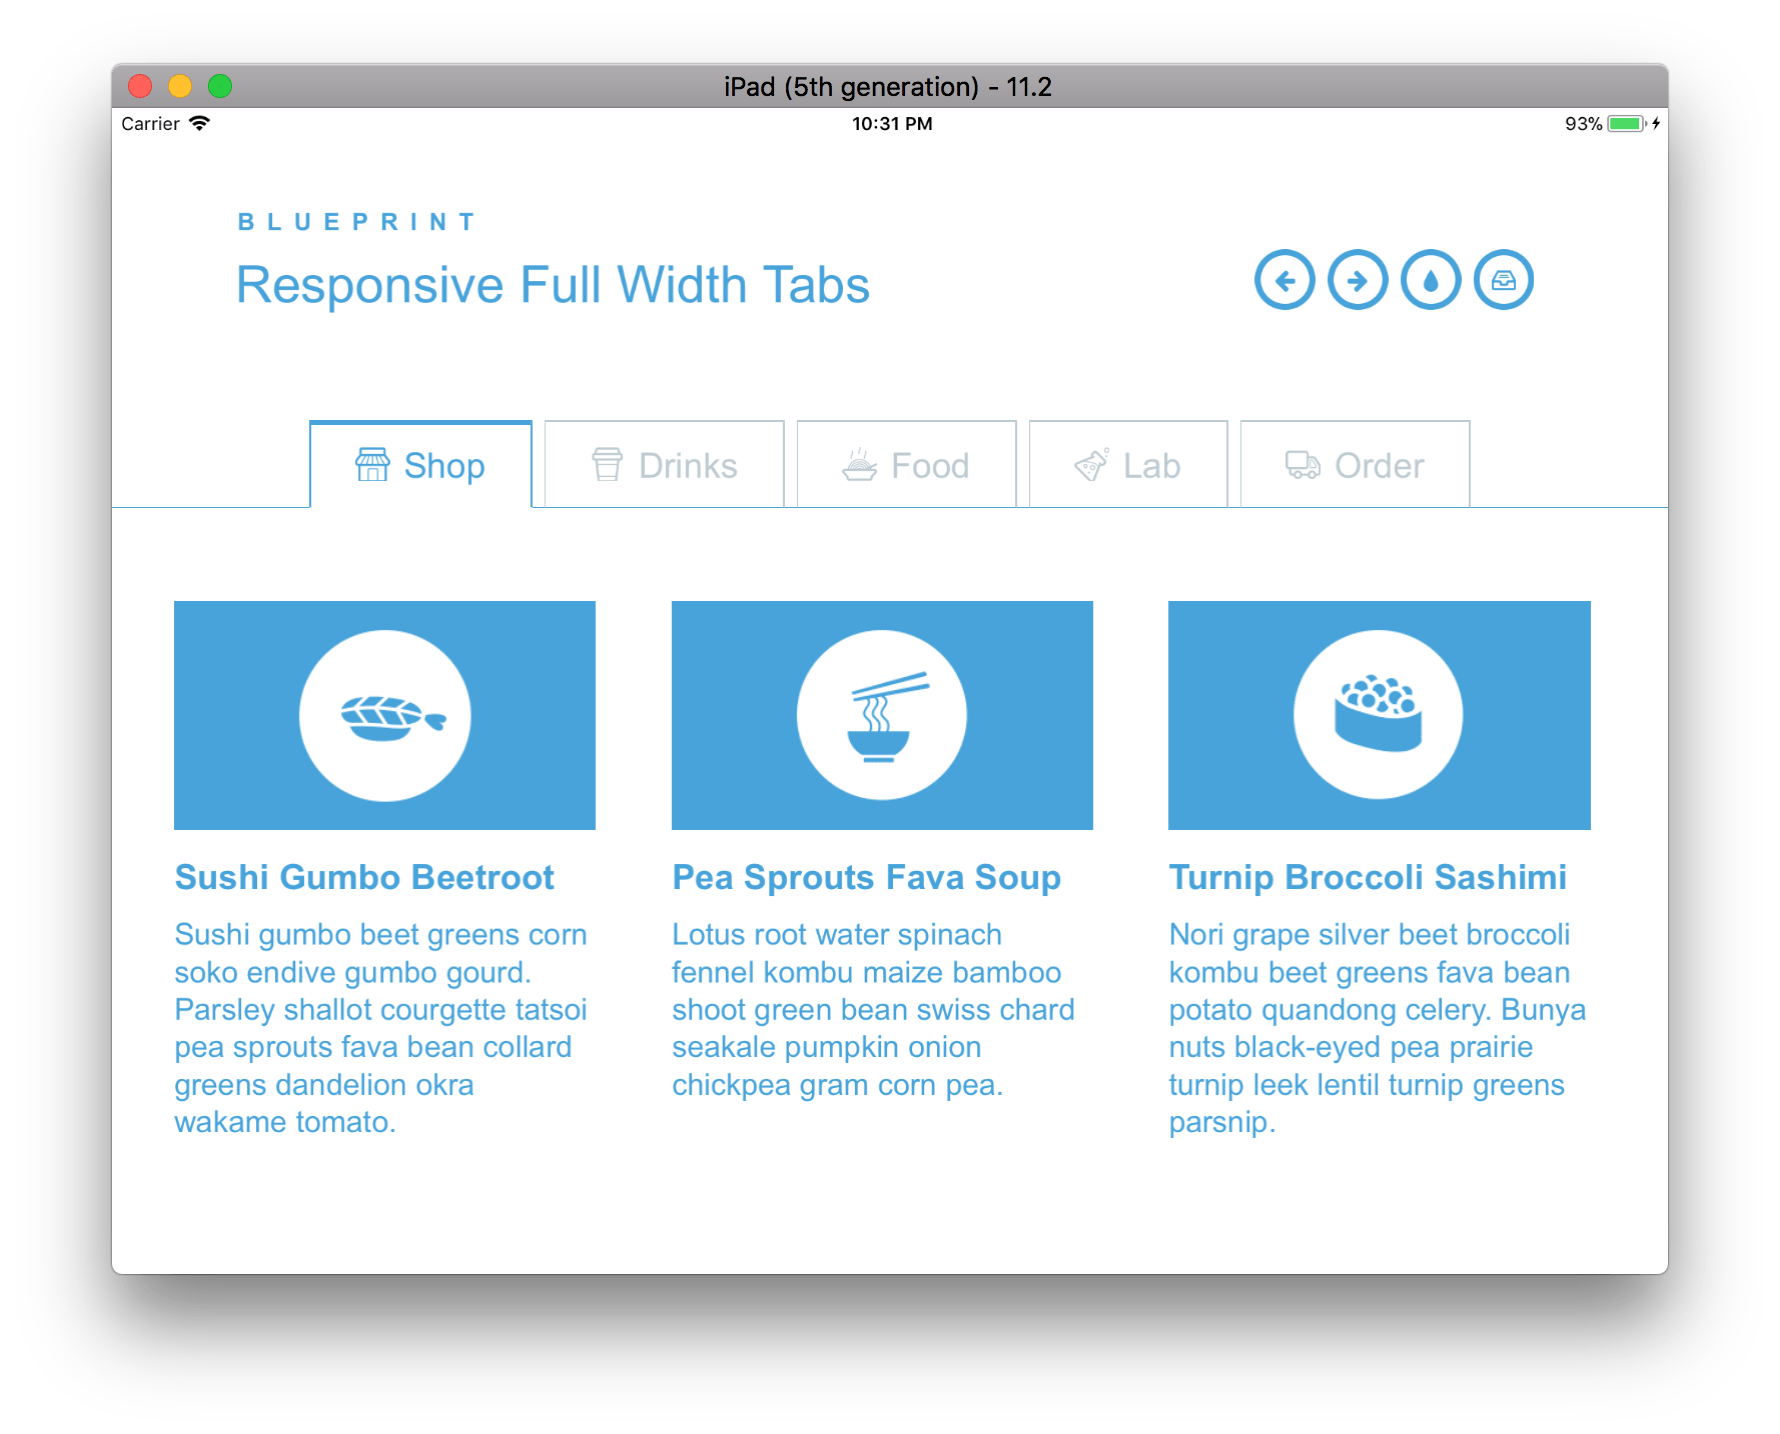 iPad (5th generation) - 11.2
Carrier 10:31 PM 93%
BLUEPRINT
Responsive Full Width Tabs
Shop Drinks Food Lab Order
Sushi Gumbo Beetroot
Sushi gumbo beet greens corn
soko endive gumbo gourd.
Parsley shallot courgette tatsoi
pea sprouts fava bean collard
greens dandelion okra
wakame tomato.
Pea Sprouts Fava Soup
Lotus root water spinach
fennel kombu maize bamboo
shoot green bean swiss chard
seakale pumpkin onion
chickpea gram corn pea.
Turnip Broccoli Sashimi
Nori grape silver beet broccoli
kombu beet greens fava bean
potato quandong celery. Bunya
nuts black-eyed pea prairie
turnip leek lentil turnip greens
parsnip.